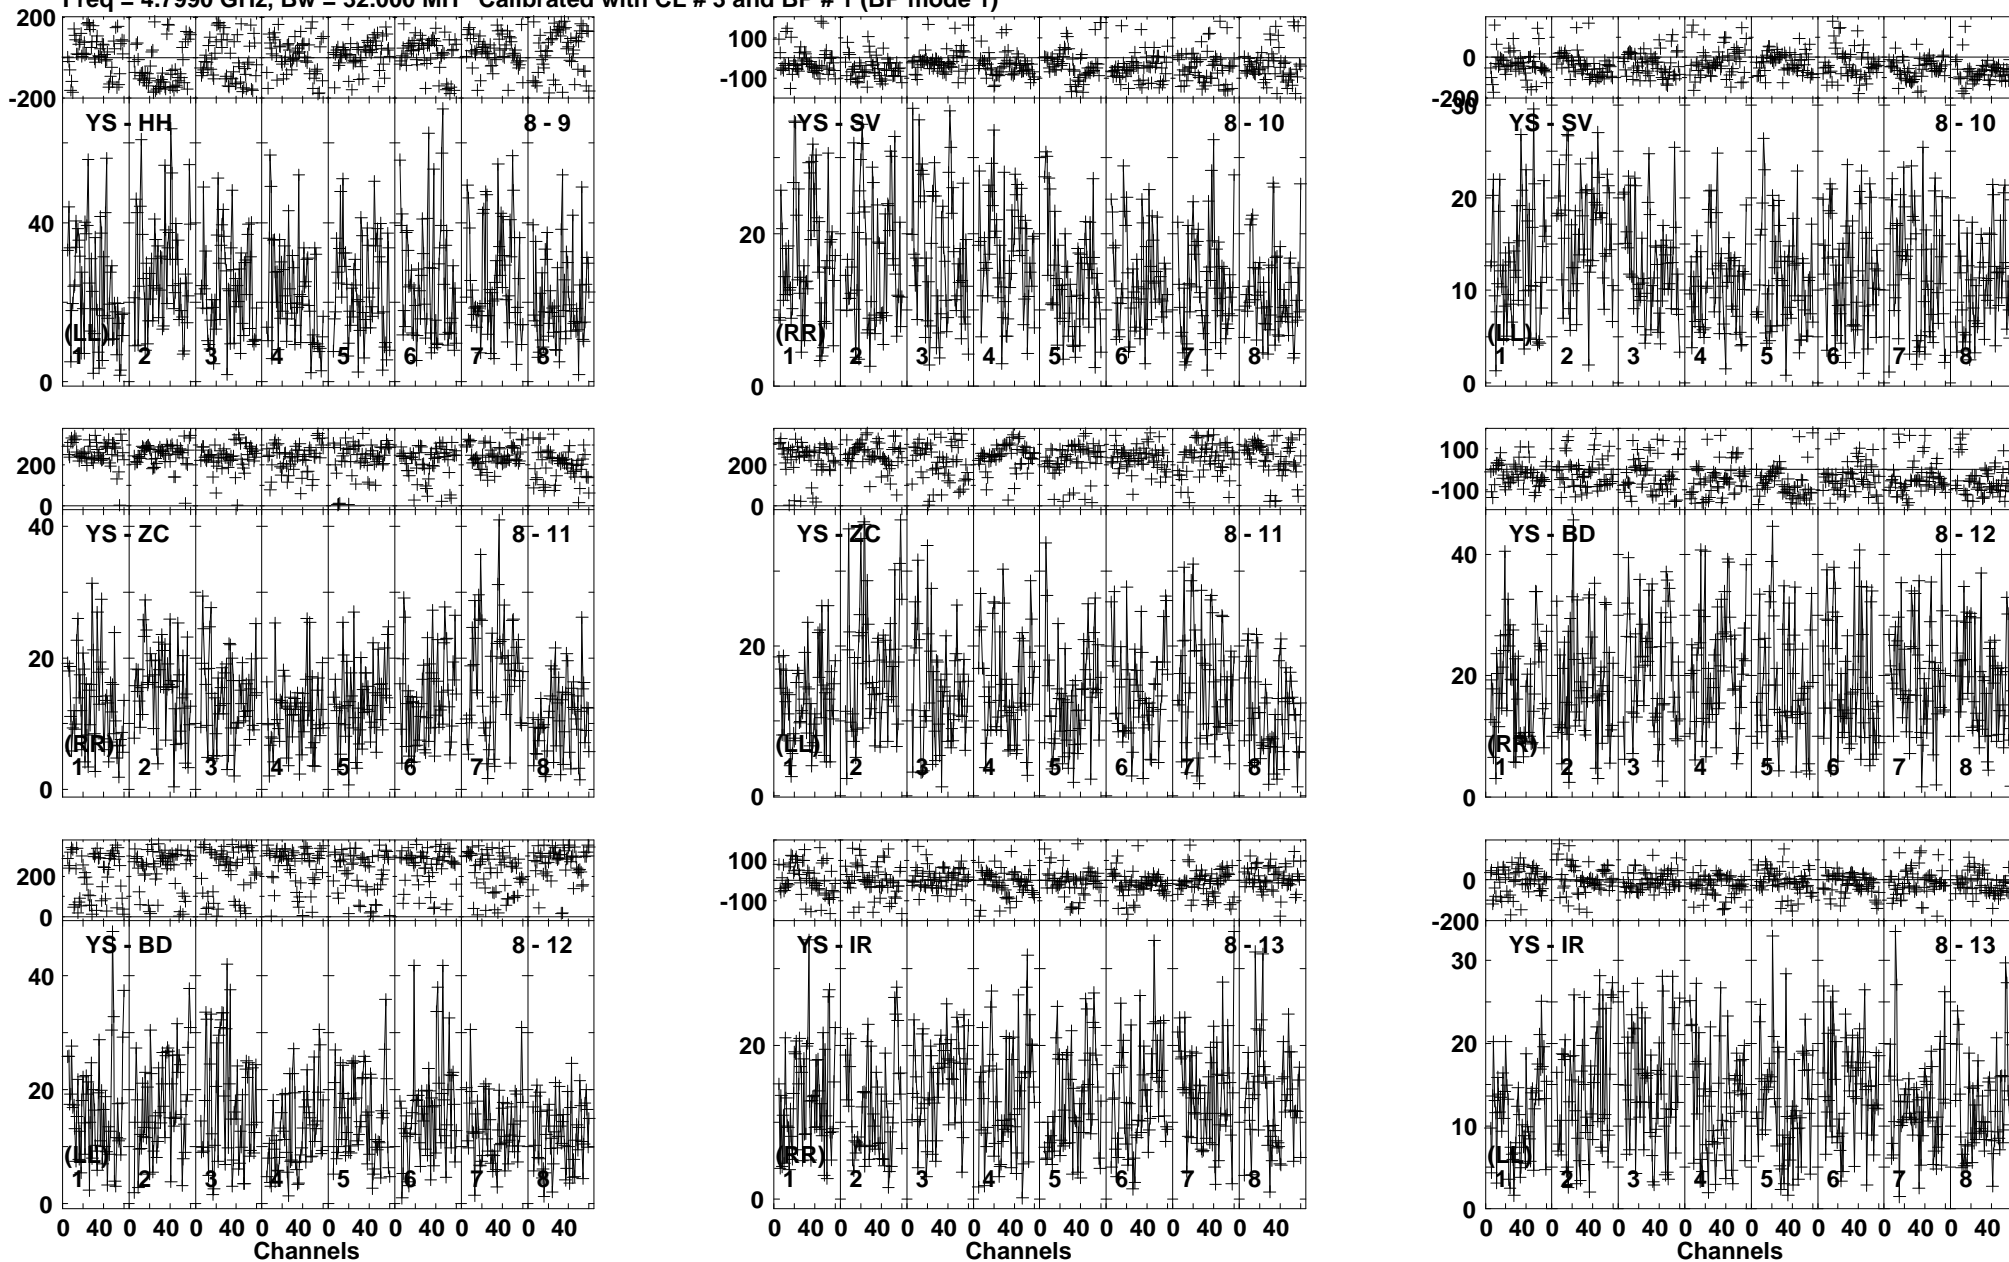 Freq = 4.7990 GHz, Bw = 32.000 MH Calibrated with CL # 3 and BP # 1 (BP mode 1)
200
-200
YS - HH 8 - 9
40
0
(LL)
1 2 3 4 5 6 7 8
100
-100
YS - SV 8 - 10
20
0
(RR)
1 2 3 4 5 6 7 8
0
-200
30
YS - SV 8 - 10
20
10
0
(LL)
1 2 3 4 5 6 7 8
200
0
40
YS - ZC 8 - 11
20
0
(RR)
1 2 3 4 5 6 7 8
200
0
YS - ZC 8 - 11
20
0
(LL)
1 2 3 4 5 6 7 8
100
-100
YS - BD 8 - 12
40
20
0
(RR)
1 2 3 4 5 6 7 8
200
0
YS - BD 8 - 12
40
20
0
(LL)
1 2 3 4 5 6 7 8
0 40 0 40 0 40 0 40 0 40 0 40 0 40 0 40
Channels
100
-100
YS - IR 8 - 13
20
0
(RR)
1 2 3 4 5 6 7 8
0 40 0 40 0 40 0 40 0 40 0 40 0 40 0 40
Channels
0
-200
YS - IR 8 - 13
30
20
10
0
(LL)
1 2 3 4 5 6 7 8
0 40 0 40 0 40 0 40 0 40 0 40 0 40 0 40
Channels